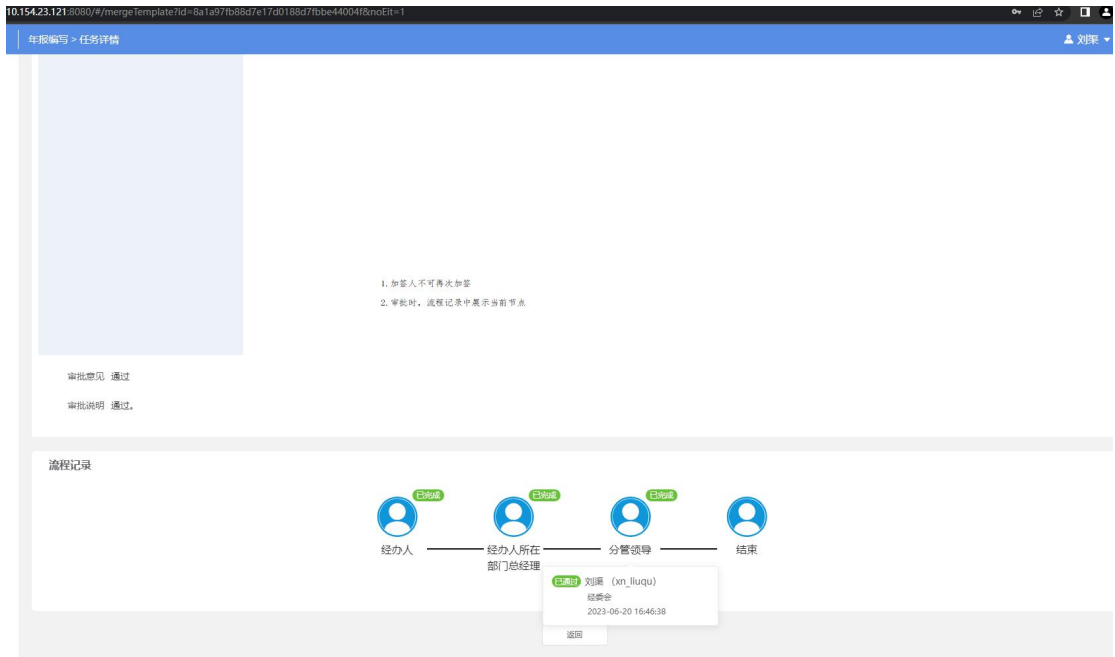 10.154.23.121:8080/#/mergeTemplate?id=8a1a97fb88d7e17d0188d7fbbe44004f&noEit=1
年报编写 > 任务详情
刘渠
1. 加签人不可再次加签
2. 审批时，流程记录中展示当前节点
审批意见 通过
审批说明 通过。
流程记录
已完成
已完成
已完成
经办人
经办人所在
部门总经理
分管领导
结束
已通过 刘渠 （xn_liuqu）
经委会
2023-06-20 16:46:38
返回